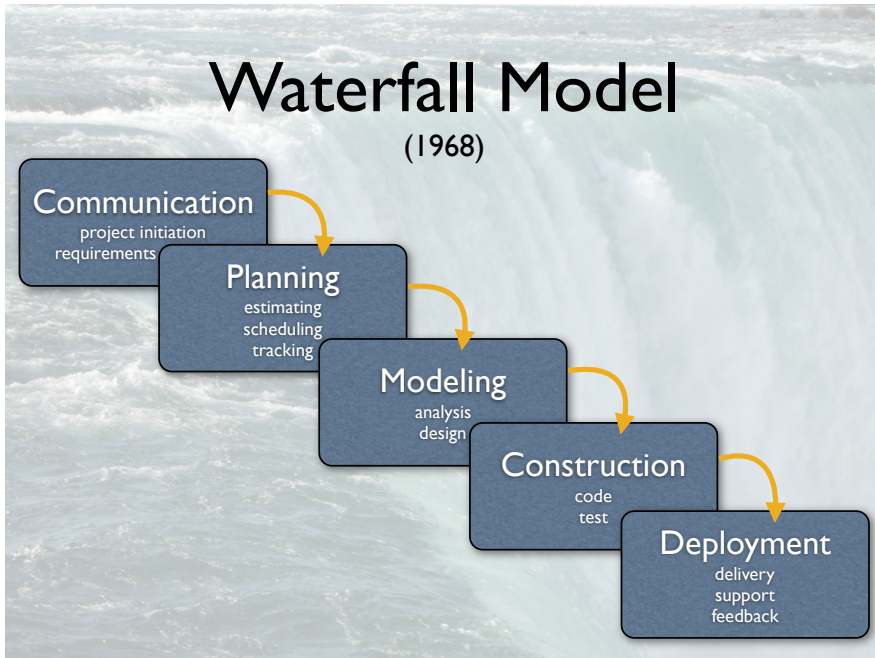 Waterfall Model
(1968)
Communication
project initiation
requirements
Planning
estimating
scheduling
tracking
Modeling
analysis
design
Construction
code
test
Deployment
delivery
support
feedback